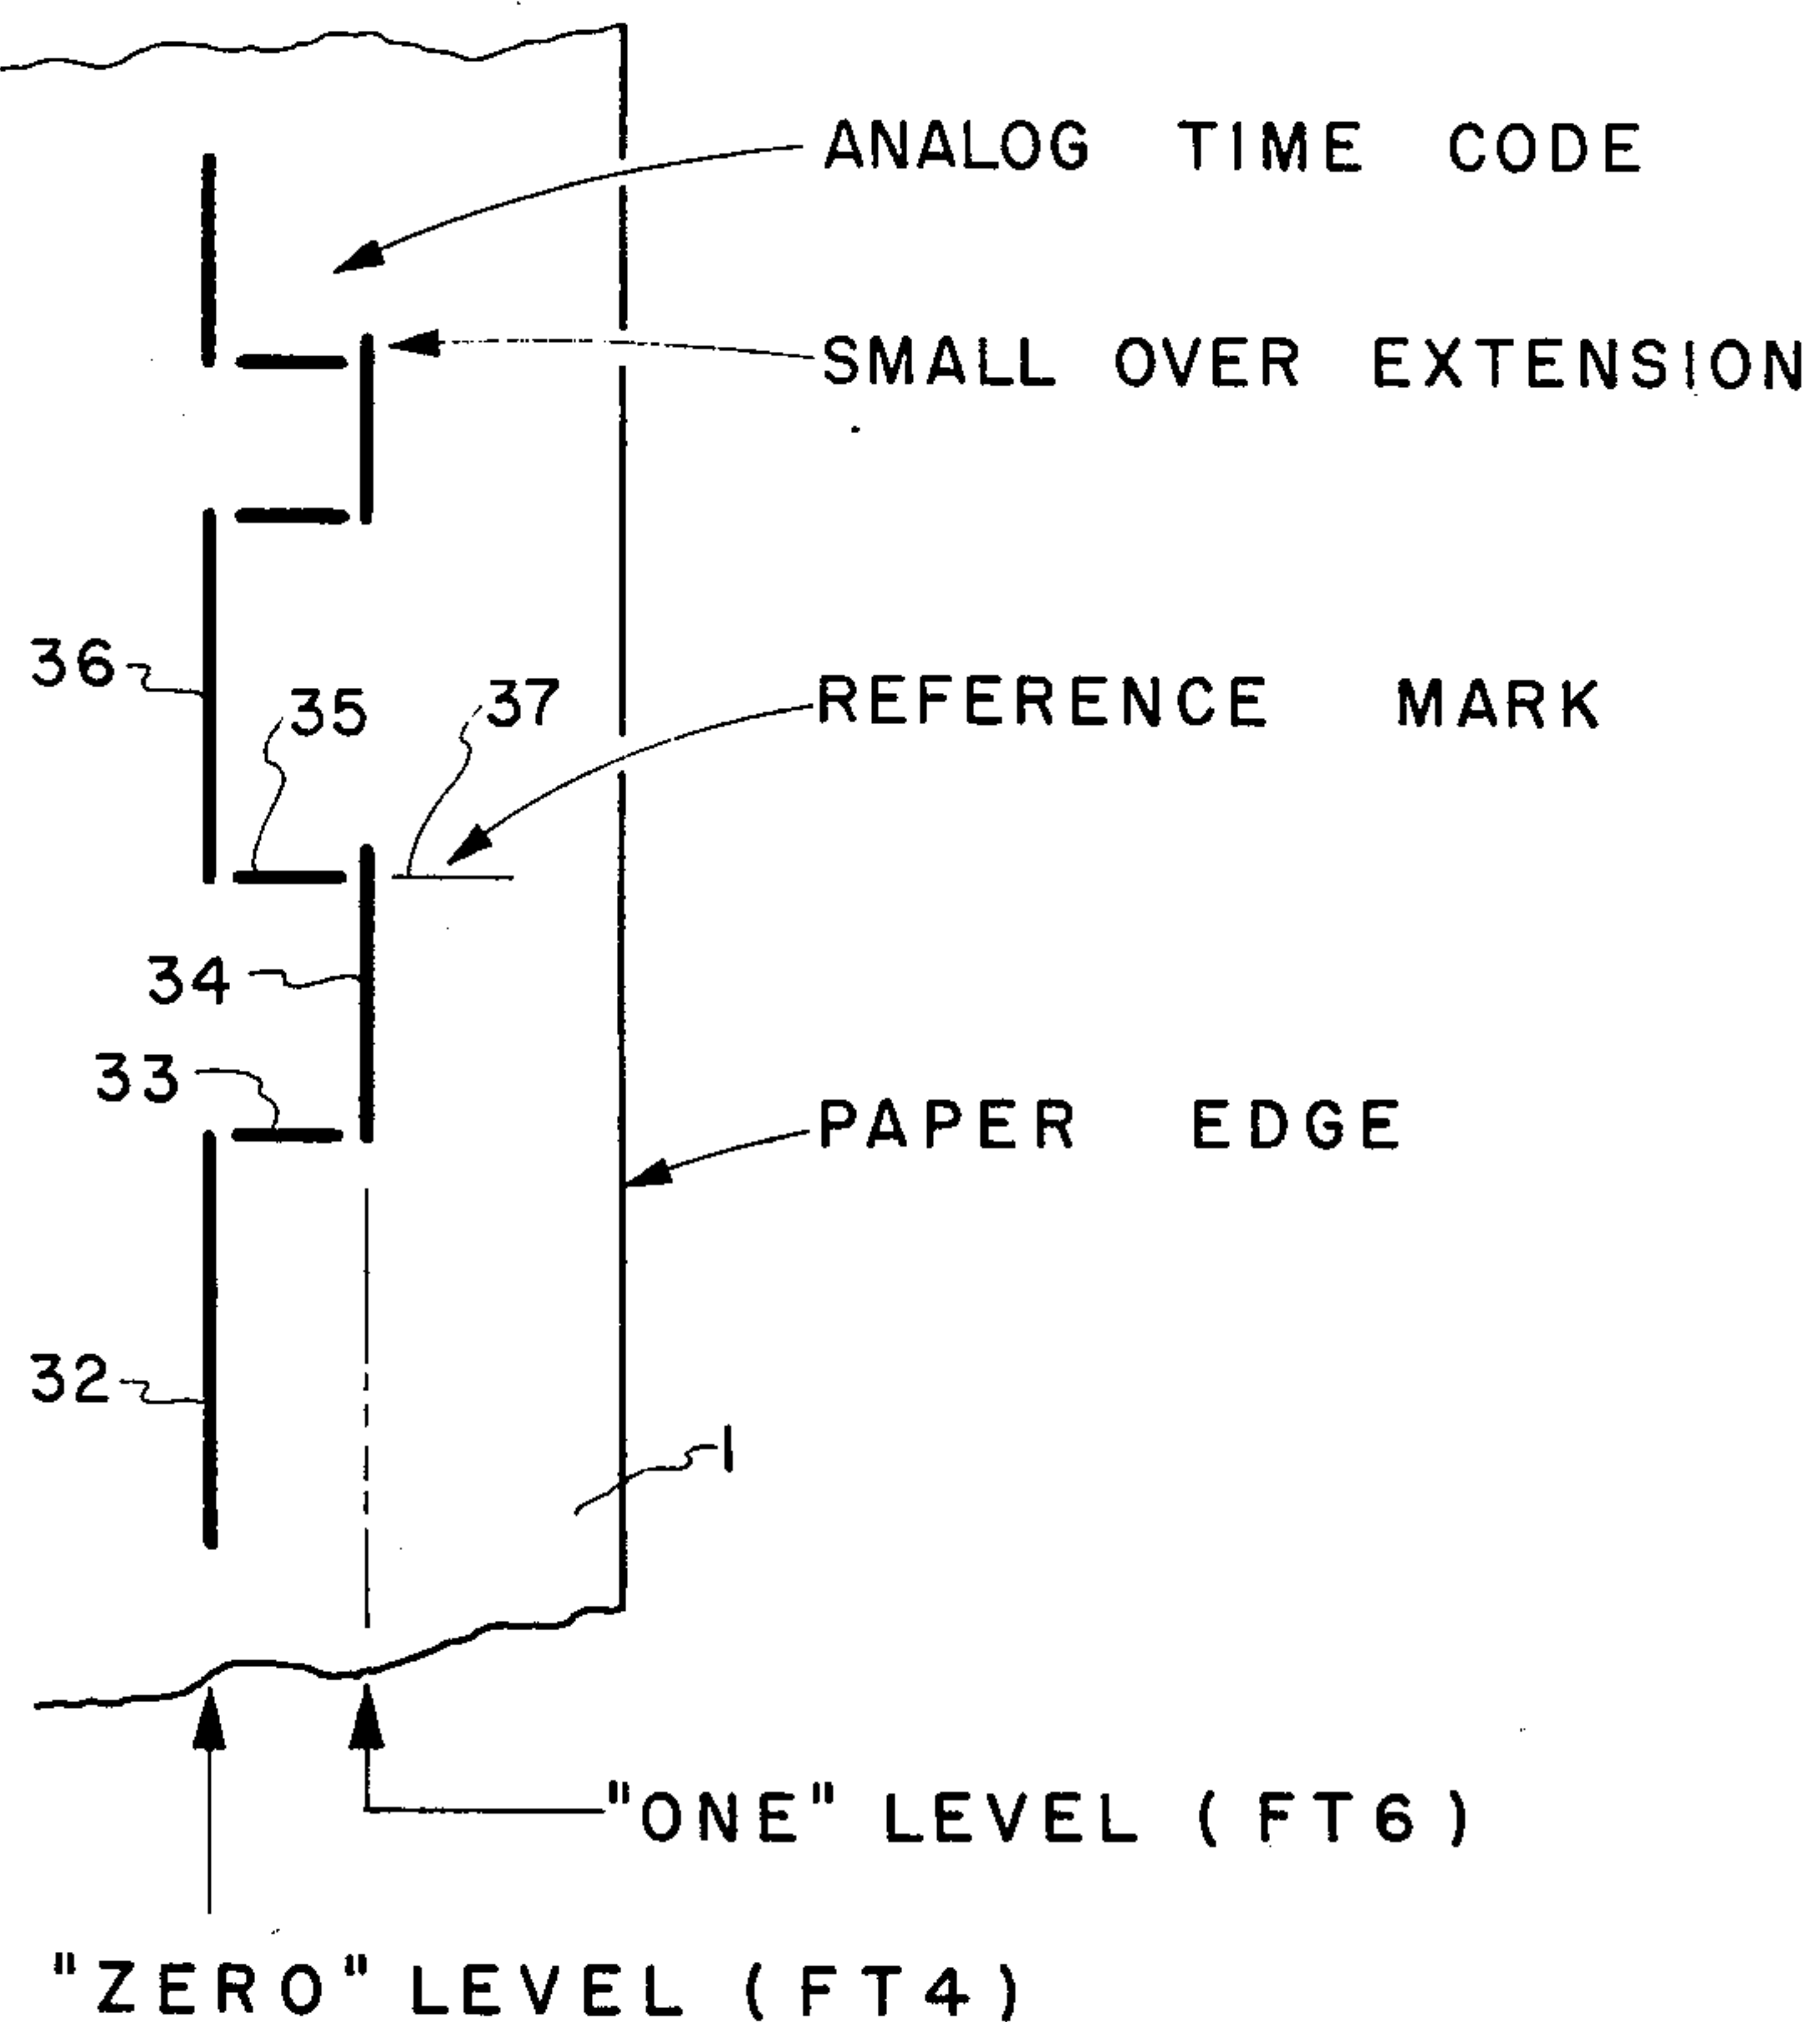 ANALOG TIME CODE
SMALL OVER EXTENSION
36
35
37
REFERENCE MARK
34
33
PAPER EDGE
32
1
"ONE" LEVEL (FT6)
"ZERO" LEVEL (FT4)